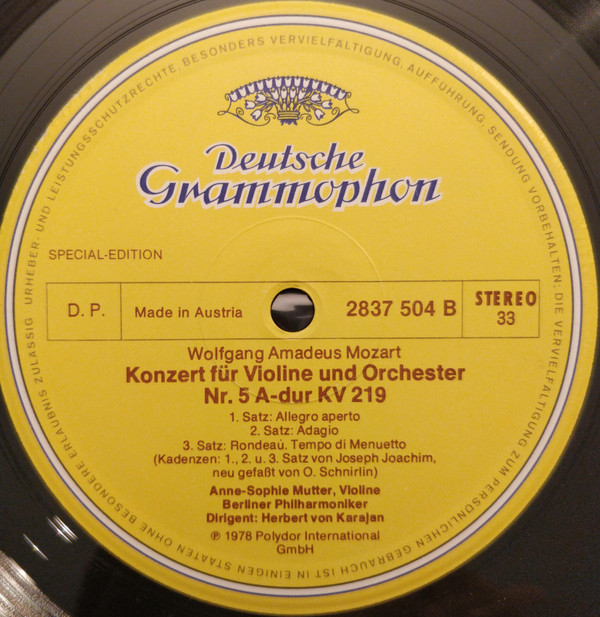 Deutsche
Grammophon
SPECIAL-EDITION
D. P.
Made in Austria
2837 504 B
STEREO
33
Wolfgang Amadeus Mozart
Konzert für Violine und Orchester
Nr. 5 A-dur KV 219
1. Satz: Allegro aperto
2. Satz: Adagio
3. Satz: Rondeau. Tempo di Menuetto
(Kadenzen: 1., 2. u. 3. Satz von Joseph Joachim,
neu gefaßt von O. Schnirlin)
Anne-Sophie Mutter, Violine
Berliner Philharmoniker
Dirigent: Herbert von Karajan
℗ 1978 Polydor International
GmbH
URHEBER- UND LEISTUNGSSCHUTZRECHTE, BESONDERS VERVIELFÄLTIGUNG, AUFFÜHRUNG, SENDUNG VORBEHALTEN; DIE VERVIELFÄLTIGUNG ZUM PERSÖNLICHEN GEBRAUCH IST IN EINIGEN STAATEN OHNE BESONDERE ERLAUBNIS ZULÄSSIG